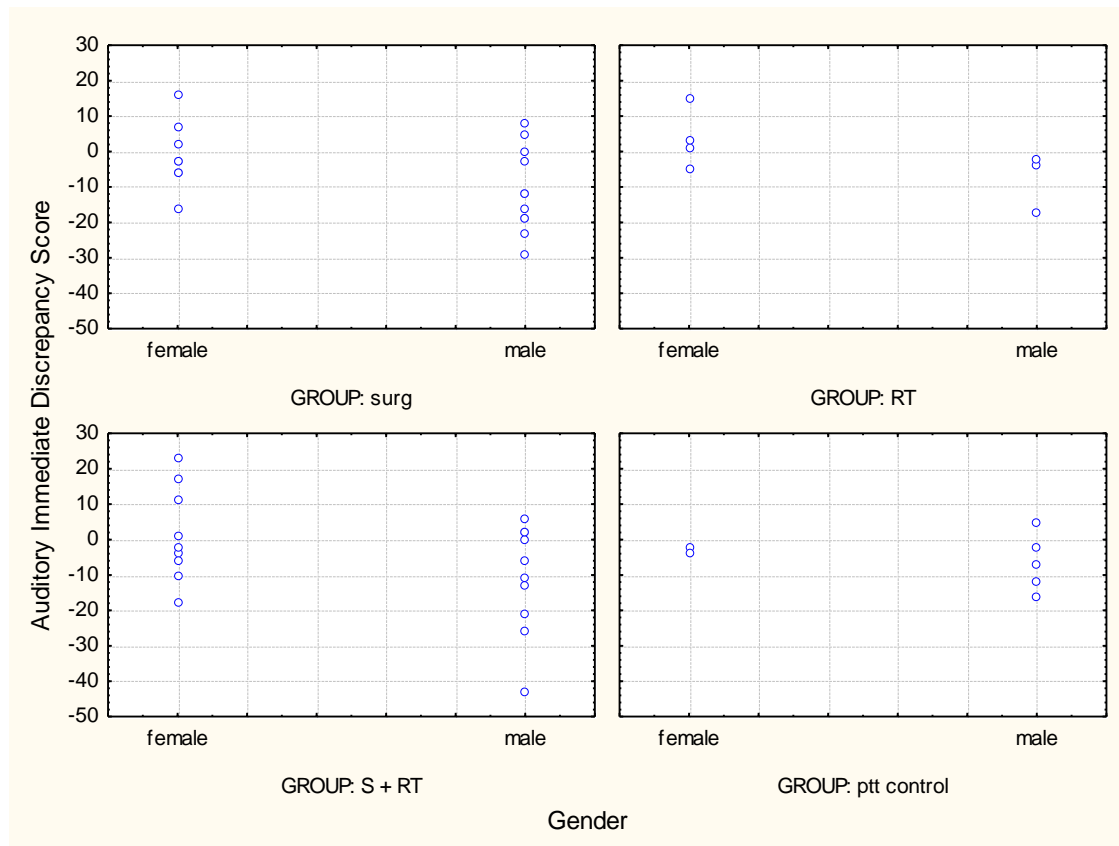 Auditory Immediate Discrepancy Score
30
20
10
0
-10
-20
-30
-40
-50
female male
GROUP: surg
female male
GROUP: RT
30
20
10
0
-10
-20
-30
-40
-50
female male
GROUP: S + RT
female male
GROUP: ptt control
Gender